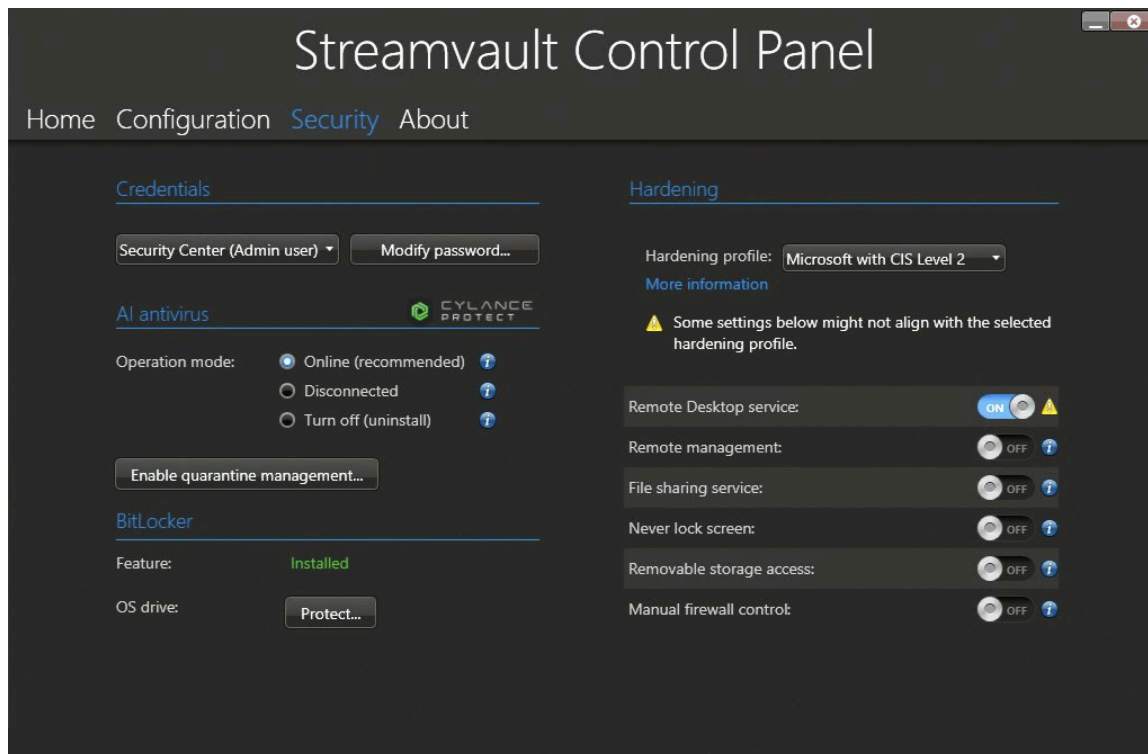 Streamvault Control Panel
Home Configuration Security About
Credentials
Security Center (Admin user)
Modify password...
AI antivirus
CYLANCE
PROTECT
Operation mode:
Online (recommended)
Disconnected
Turn off (uninstall)
Enable quarantine management...
BitLocker
Feature:
Installed
OS drive:
Protect...
Hardening
Hardening profile:
Microsoft with CIS Level 2
More information
Some settings below might not align with the selected
hardening profile.
Remote Desktop service:
ON
Remote management:
OFF
File sharing service:
OFF
Never lock screen:
OFF
Removable storage access:
OFF
Manual firewall control:
OFF